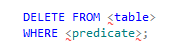 DELETE FROM <table>
WHERE <predicate>;